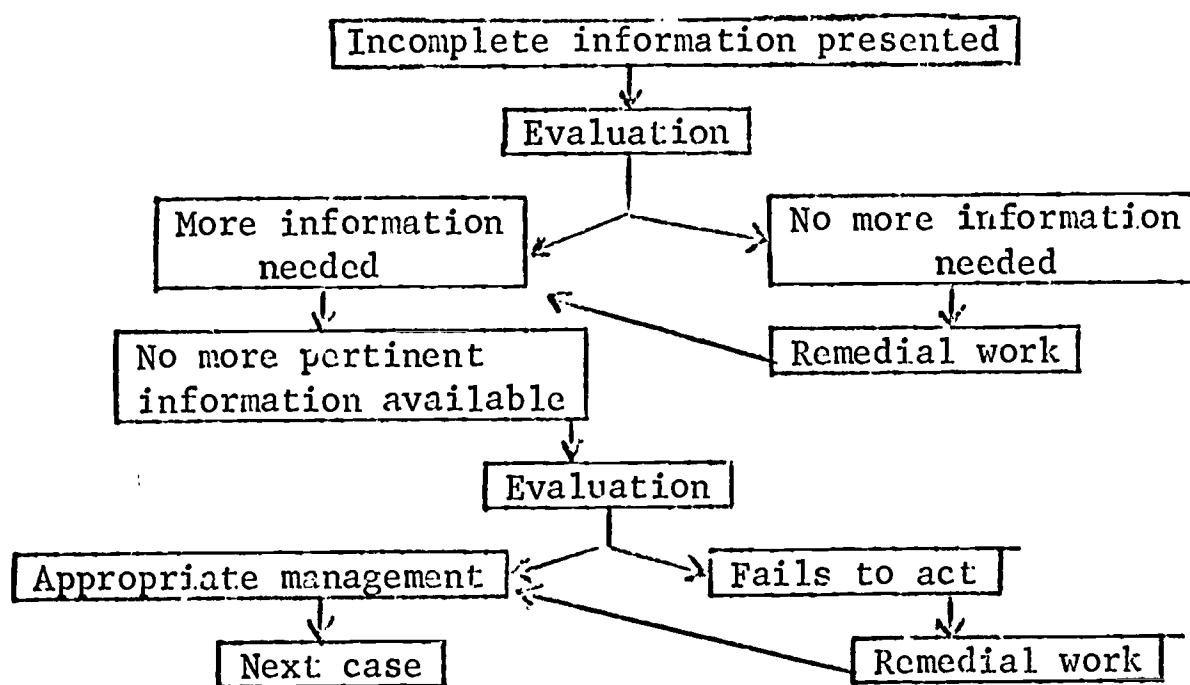 Incomplete information presented
Evaluation
More information
needed
No more information
needed
No more pertinent
information available
Remedial work
Evaluation
Appropriate management
Fails to act
Next case
Remedial work